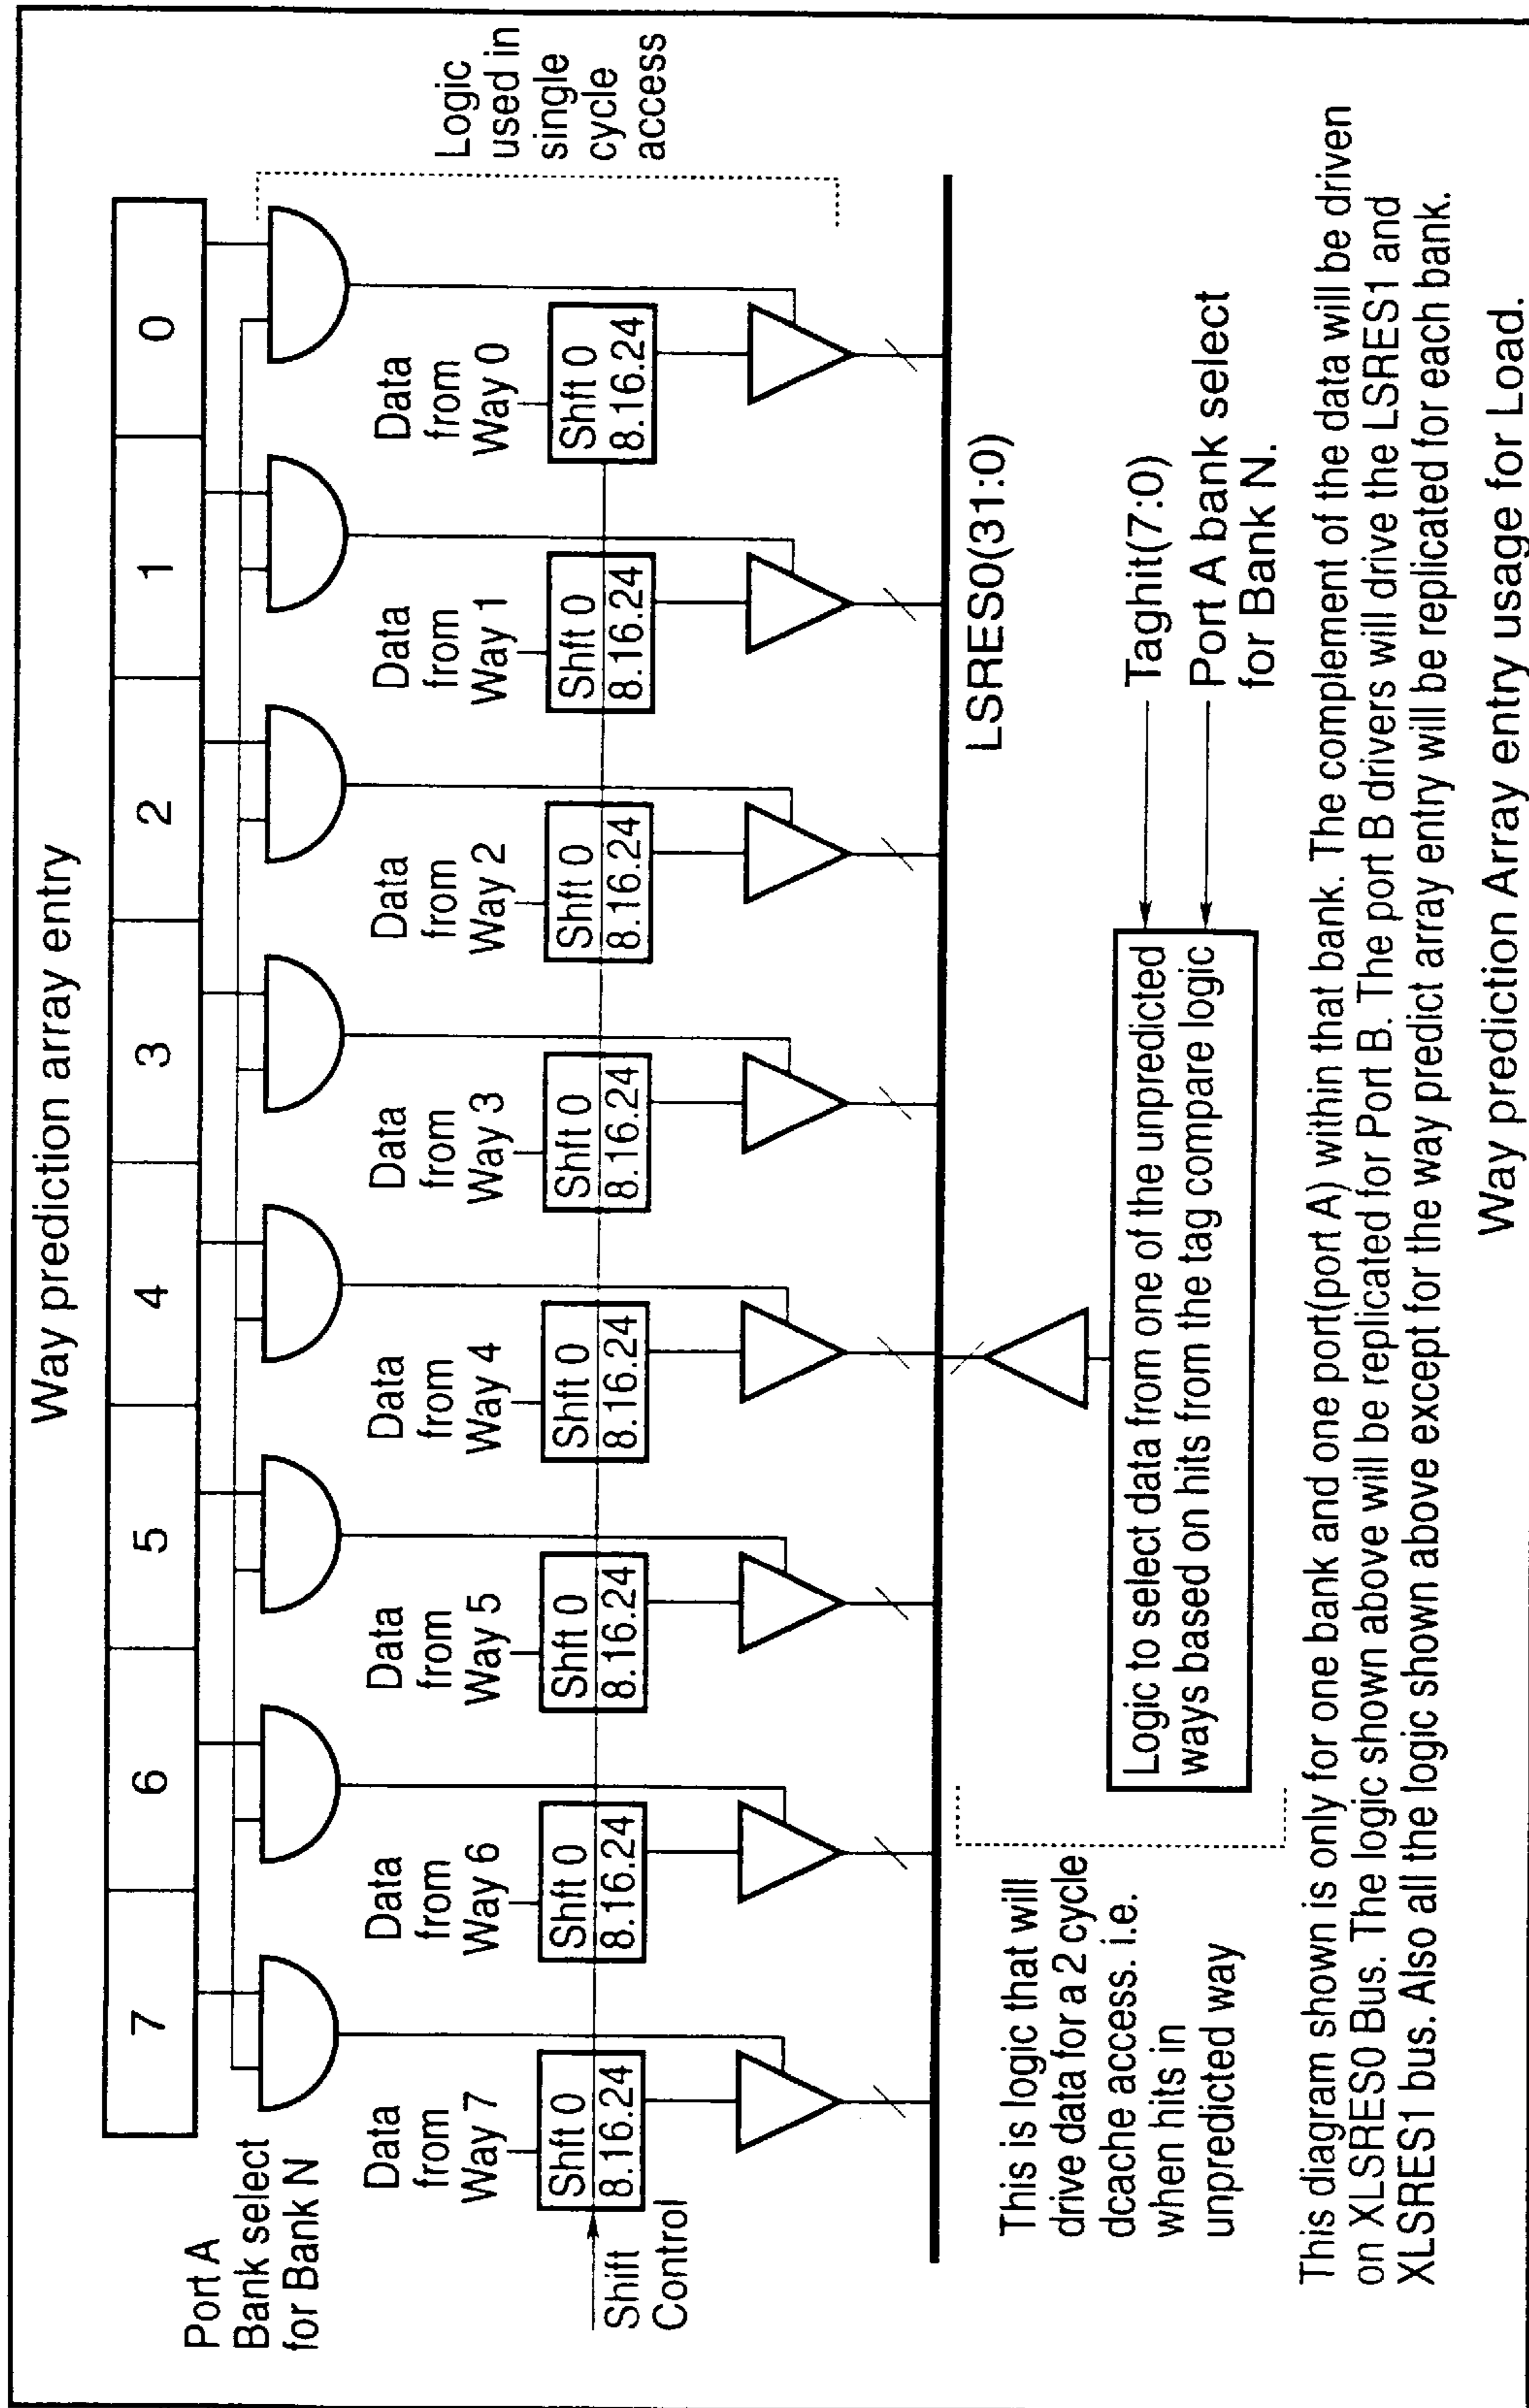 Way prediction array entry
7 6 5 4 3 2 1 0
Port A
Bank select
for Bank N
Logic
used in
single
cycle
access
Data
from
Way 7
Data
from
Way 6
Data
from
Way 5
Data
from
Way 4
Data
from
Way 3
Data
from
Way 2
Data
from
Way 1
Data
from
Way 0
Shft 0
8.16.24
Shft 0
8.16.24
Shft 0
8.16.24
Shft 0
8.16.24
Shft 0
8.16.24
Shft 0
8.16.24
Shft 0
8.16.24
Shft 0
8.16.24
Shift
Control
LSRES0(31:0)
This is logic that will
drive data for a 2 cycle
dcache access. i.e.
when hits in
unpredicted way
Logic to select data from one of the unpredicted
ways based on hits from the tag compare logic
Taghit(7:0)
Port A bank select
for Bank N.
This diagram shown is only for one bank and one port(port A) within that bank. The complement of the data will be driven
on XLSRES0 Bus. The logic shown above will be replicated for Port B. The port B drivers will drive the LSRES1 and
XLSRES1 bus. Also all the logic shown above except for the way predict array entry will be replicated for each bank.
Way prediction Array entry usage for Load.